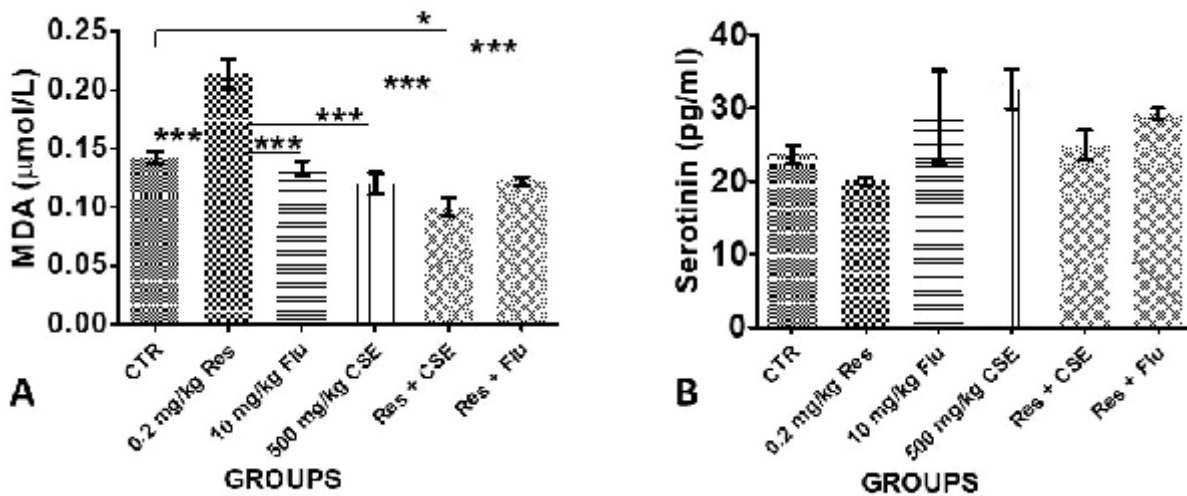 *
0.25
***
MDA (μmol/L)
0.20
***
***
0.15
***
***
0.10
0.05
0.00
CTR
0.2 mg/kg Res
10 mg/kg Flu
500 mg/kg CSE
Res + CSE
Res + Flu
A
GROUPS
Serotinin (pg/ml)
40
30
20
10
0
CTR
0.2 mg/kg Res
10 mg/kg Flu
500 mg/kg CSE
Res + CSE
Res + Flu
B
GROUPS